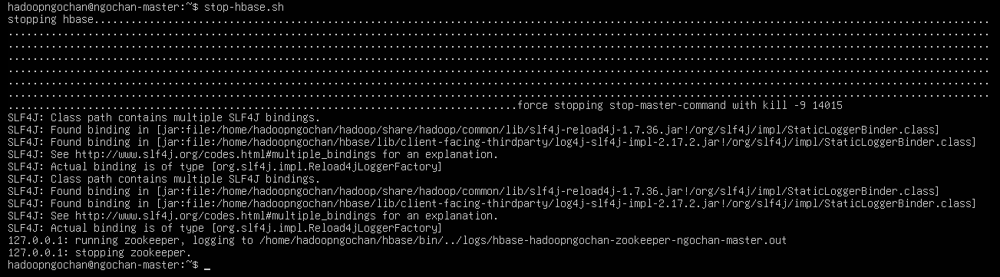 hadoopngochan@ngochan-master:~$ stop-hbase.sh
stopping hbase..................................................................................................................................................
................................................................................................................................................................
................................................................................................................................................................
................................................................................................................................................................
................................................................................................................................................................
................................................................................................................................................................
................................................................................................................................................................
...................................................................................force stopping stop-master-command with kill -9 14015
SLF4J: Class path contains multiple SLF4J bindings.
SLF4J: Found binding in [jar:file:/home/hadoopngochan/hadoop/share/hadoop/common/lib/slf4j-reload4j-1.7.36.jar!/org/slf4j/impl/StaticLoggerBinder.class]
SLF4J: Found binding in [jar:file:/home/hadoopngochan/hbase/lib/client-facing-thirdparty/log4j-slf4j-impl-2.17.2.jar!/org/slf4j/impl/StaticLoggerBinder.class]
SLF4J: See http://www.slf4j.org/codes.html#multiple_bindings for an explanation.
SLF4J: Actual binding is of type [org.slf4j.impl.Reload4jLoggerFactory]
SLF4J: Class path contains multiple SLF4J bindings.
SLF4J: Found binding in [jar:file:/home/hadoopngochan/hadoop/share/hadoop/common/lib/slf4j-reload4j-1.7.36.jar!/org/slf4j/impl/StaticLoggerBinder.class]
SLF4J: Found binding in [jar:file:/home/hadoopngochan/hbase/lib/client-facing-thirdparty/log4j-slf4j-impl-2.17.2.jar!/org/slf4j/impl/StaticLoggerBinder.class]
SLF4J: See http://www.slf4j.org/codes.html#multiple_bindings for an explanation.
SLF4J: Actual binding is of type [org.slf4j.impl.Reload4jLoggerFactory]
127.0.0.1: running zookeeper, logging to /home/hadoopngochan/hbase/bin/../logs/hbase-hadoopngochan-zookeeper-ngochan-master.out
127.0.0.1: stopping zookeeper.
hadoopngochan@ngochan-master:~$ _